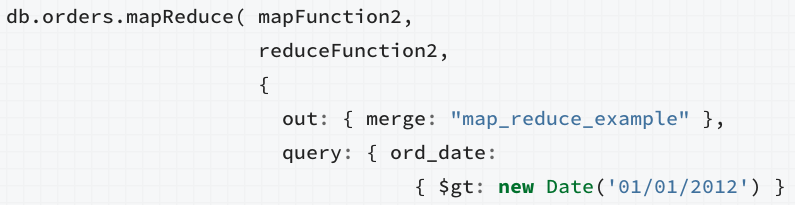 db.orders.mapReduce( mapFunction2,
reduceFunction2,
{
out: { merge: "map_reduce_example" },
query: { ord_date:
{ $gt: new Date('01/01/2012') }